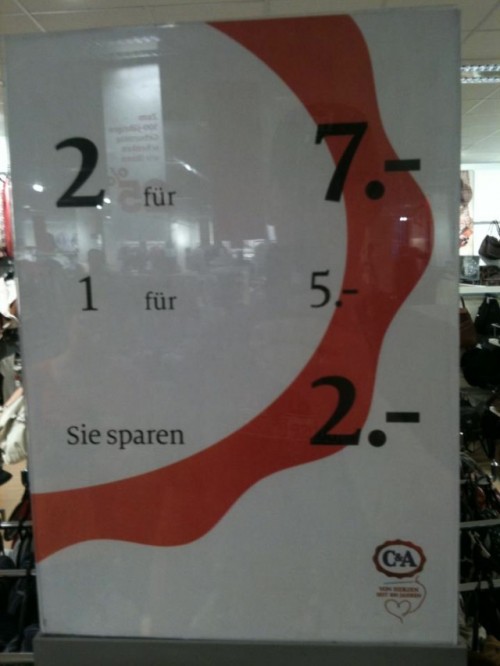 2 für 7.-
1 für 5.-
Sie sparen 2.-
C&A